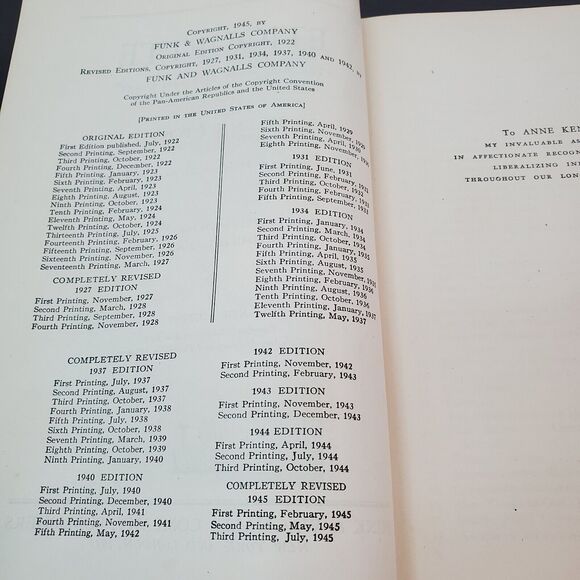 COPYRIGHT, 1945, BY
FUNK & WAGNALLS COMPANY
ORIGINAL EDITION COPYRIGHT, 1922
REVISED EDITIONS, COPYRIGHT, 1927, 1931, 1934, 1937, 1940 AND 1942, BY
FUNK AND WAGNALLS COMPANY
Copyright Under the Articles of the Copyright Convention
of the Pan-American Republics and the United States
[PRINTED IN THE UNITED STATES OF AMERICA]
ORIGINAL EDITION
First Edition published, July, 1922
Second Printing, September, 1922
Third Printing, October, 1922
Fourth Printing, December, 1922
Fifth Printing, January, 1923
Sixth Printing, February, 1923
Seventh Printing, April, 1923
Eighth Printing, August, 1923
Ninth Printing, October, 1923
Tenth Printing, February, 1924
Eleventh Printing, May, 1924
Twelfth Printing, October, 1924
Thirteenth Printing, July, 1925
Fourteenth Printing, February, 1926
Fifteenth Printing, September, 1926
Sixteenth Printing, November, 1926
Seventeenth Printing, March, 1927
COMPLETELY REVISED
1927 EDITION
First Printing, November, 1927
Second Printing, March, 1928
Third Printing, September, 1928
Fourth Printing, November, 1928
Fifth Printing, April, 1929
Sixth Printing, November, 1929
Seventh Printing, April, 1930
Eighth Printing, November, 1930
1931 EDITION
First Printing, June, 1931
Second Printing, February,
Third Printing, October,
Fourth Printing, February,
Fifth Printing, September, 1933
1934 EDITION
First Printing, January, 1934
Second Printing, March, 1934
Third Printing, October, 1934
Fourth Printing, January, 1935
Fifth Printing, April, 1935
Sixth Printing, August, 1935
Seventh Printing, November, 1935
Eighth Printing, February, 1936
Ninth Printing, August, 1936
Tenth Printing, October, 1936
Eleventh Printing, January, 1937
Twelfth Printing, May, 1937
COMPLETELY REVISED
1937 EDITION
First Printing, July, 1937
Second Printing, August, 1937
Third Printing, October, 1937
Fourth Printing, January, 1938
Fifth Printing, July, 1938
Sixth Printing, October, 1938
Seventh Printing, March, 1939
Eighth Printing, October, 1939
Ninth Printing, January, 1940
1940 EDITION
First Printing, July, 1940
Second Printing, December, 1940
Third Printing, April, 1941
Fourth Printing, November, 1941
Fifth Printing, May, 1942
1942 EDITION
First Printing, November, 1942
Second Printing, February, 1943
1943 EDITION
First Printing, November, 1943
Second Printing, December, 1943
1944 EDITION
First Printing, April, 1944
Second Printing, July, 1944
Third Printing, October, 1944
COMPLETELY REVISED
1945 EDITION
First Printing, February, 1945
Second Printing, May, 1945
Third Printing, July, 1945
TO ANNE KEN
MY INVALUABLE AS
IN AFFECTIONATE RECOGN
LIBERALIZING INF
THROUGHOUT OUR LON